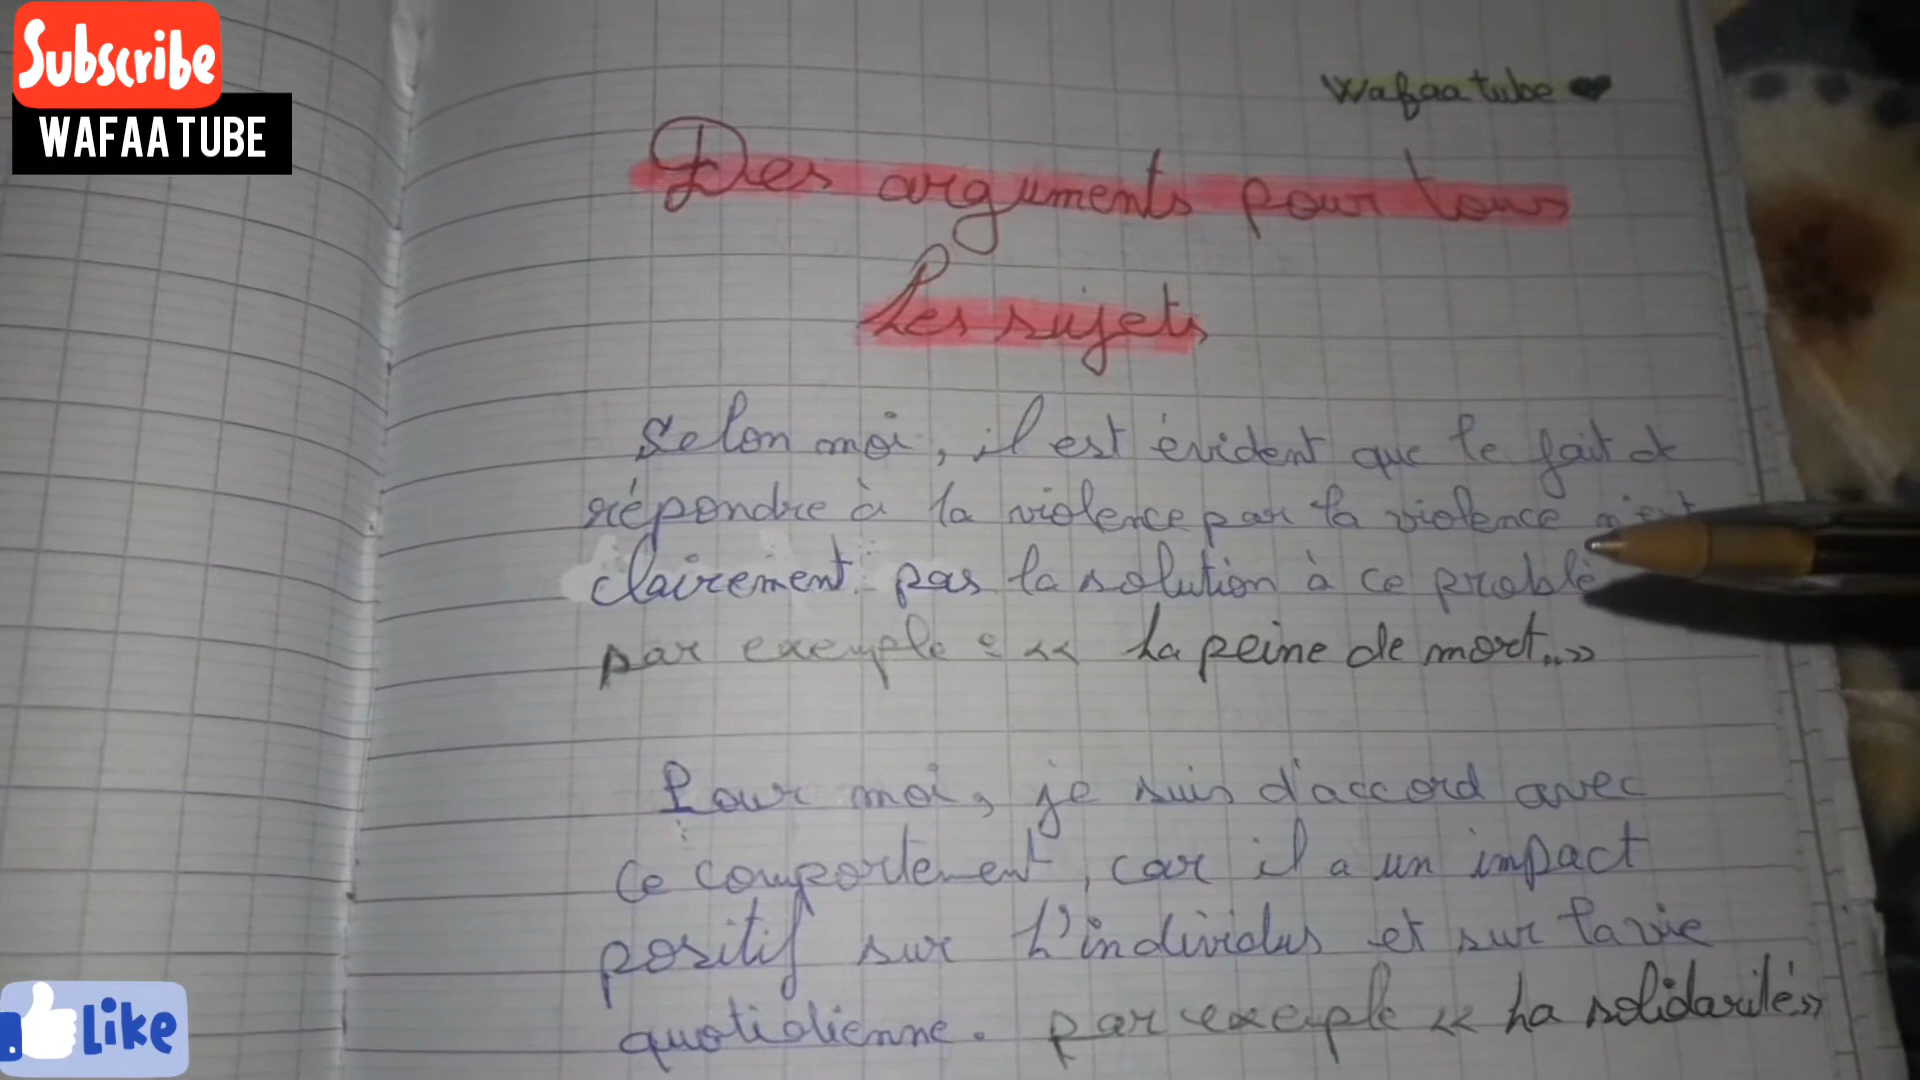 Subscribe
WAFAA TUBE
Wafaa tube
Des arguments pour tous
Les sujets
Selon moi, il est évident que le fait d
répondre à la violence par la violence n'est
clairement pas la solution à ce problè
par exemple : << La peine de mort..>>
Pour moi, je suis d'accord avec
ce comportement, car il a un impact
positif sur l'individus et sur la vie
quotidienne. par exemple << La solidarité>>
Like